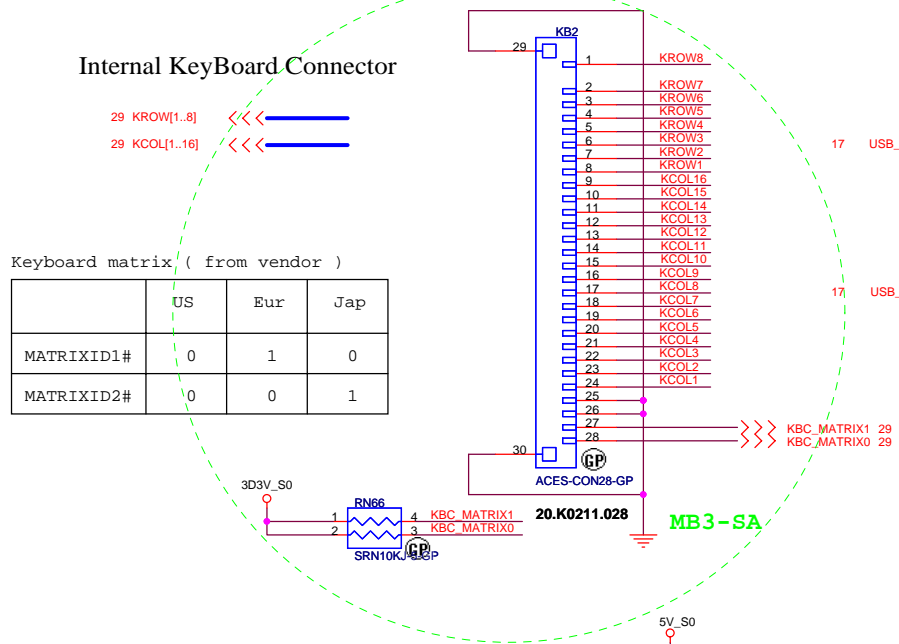 Internal KeyBoard Connector
29 KROW[1..8]
29 KCOL[1..16]
Keyboard matrix ( from vendor )
US Eur Jap
MATRIXID1# 0 1 0
MATRIXID2# 0 0 1
KB2
29
1 KROW8
2 KROW7
3 KROW6
4 KROW5
5 KROW4
6 KROW3
7 KROW2
8 KROW1
9 KCOL16
10 KCOL15
11 KCOL14
12 KCOL13
13 KCOL12
14 KCOL11
15 KCOL10
16 KCOL9
17 KCOL8
18 KCOL7
19 KCOL6
20 KCOL5
21 KCOL4
22 KCOL3
23 KCOL2
24 KCOL1
25
26
27 KBC_MATRIX1 29
28 KBC_MATRIX0 29
30
GP
ACES-CON28-GP
20.K0211.028
MB3-SA
17 USB_
17 USB_
3D3V_S0
RN66
1 4 KBC_MATRIX1
2 3 KBC_MATRIX0
GP
5V_S0